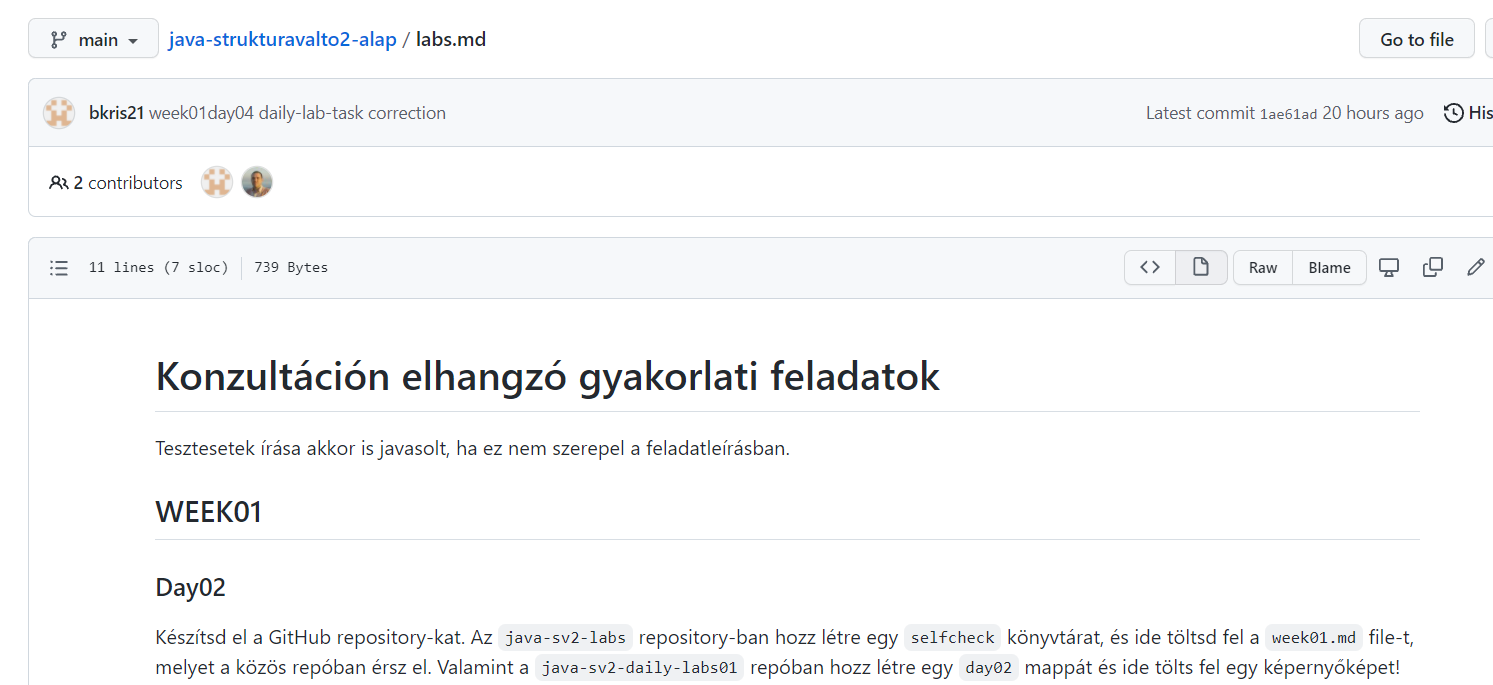 main
java-strukturavalto2-alap / labs.md
Go to file
bkris21 week01day04 daily-lab-task correction
Latest commit 1ae61ad 20 hours ago
His
2 contributors
11 lines (7 sloc) 739 Bytes
<>
Raw
Blame
Konzultáción elhangzó gyakorlati feladatok
Tesztesetek írása akkor is javasolt, ha ez nem szerepel a feladatleírásban.
WEEK01
Day02
Készítsd el a GitHub repository-kat. Az java-sv2-labs repository-ban hozz létre egy selfcheck könyvtárat, és ide töltsd fel a week01.md file-t,
melyet a közös repóban érsz el. Valamint a java-sv2-daily-labs01 repóban hozz létre egy day02 mappát és ide tölts fel egy képernyőképet!